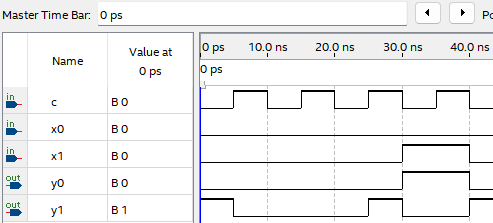 Master Time Bar: 0 ps Po
Name Value at 0 ps 0 ps 10.0 ns 20.0 ns 30.0 ns 40.0 ns
0 ps
in c B 0
in x0 B 0
in x1 B 0
out y0 B 0
out y1 B 1